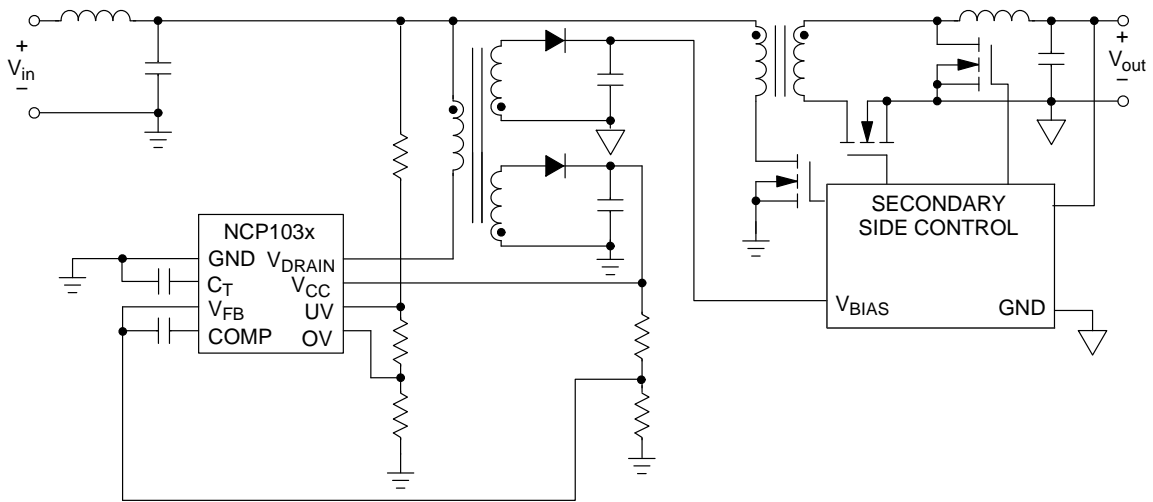 +
V_in
−
NCP103x
GND
C_T
V_FB
COMP
V_DRAIN
V_CC
UV
OV
SECONDARY
SIDE CONTROL
V_BIAS
GND
+
V_out
−